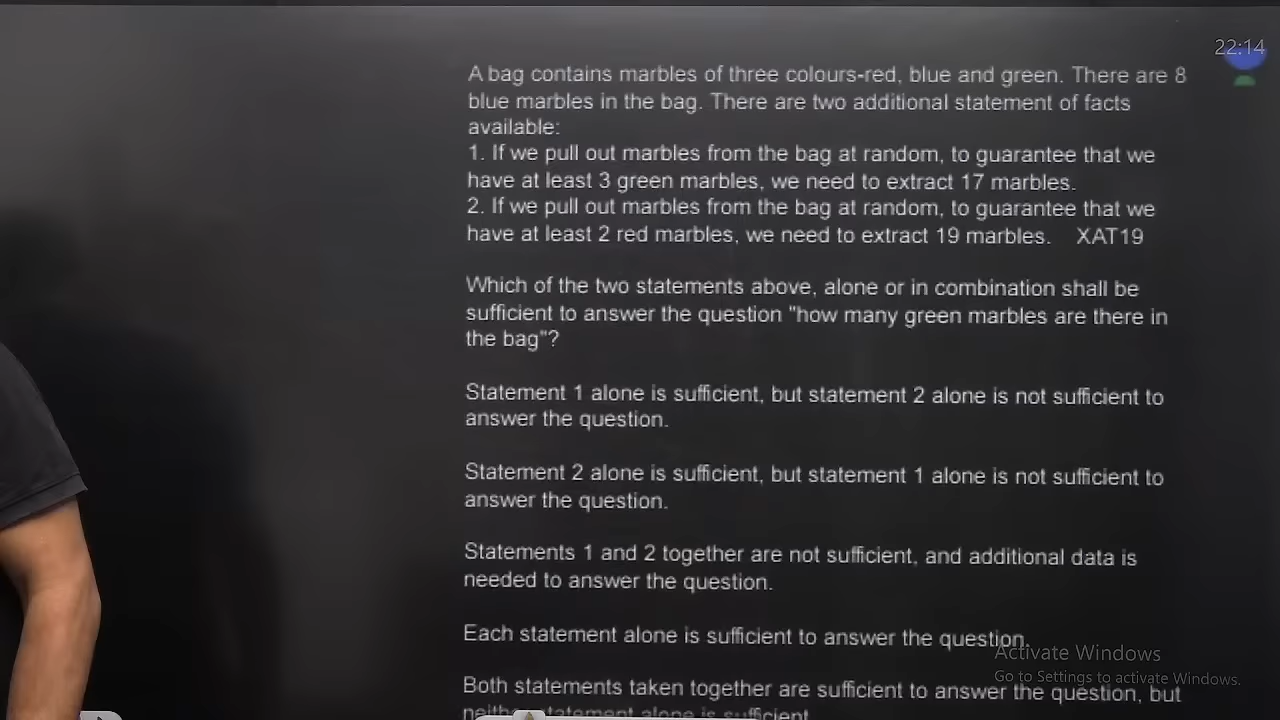 22:14
A bag contains marbles of three colours-red, blue and green. There are 8
blue marbles in the bag. There are two additional statement of facts
available:
1. If we pull out marbles from the bag at random, to guarantee that we
have at least 3 green marbles, we need to extract 17 marbles.
2. If we pull out marbles from the bag at random, to guarantee that we
have at least 2 red marbles, we need to extract 19 marbles. XAT19
Which of the two statements above, alone or in combination shall be
sufficient to answer the question "how many green marbles are there in
the bag"?
Statement 1 alone is sufficient, but statement 2 alone is not sufficient to
answer the question.
Statement 2 alone is sufficient, but statement 1 alone is not sufficient to
answer the question.
Statements 1 and 2 together are not sufficient, and additional data is
needed to answer the question.
Each statement alone is sufficient to answer the question.
Activate Windows
Go to Settings to activate Windows.
Both statements taken together are sufficient to answer the question, but
statement alone is sufficient